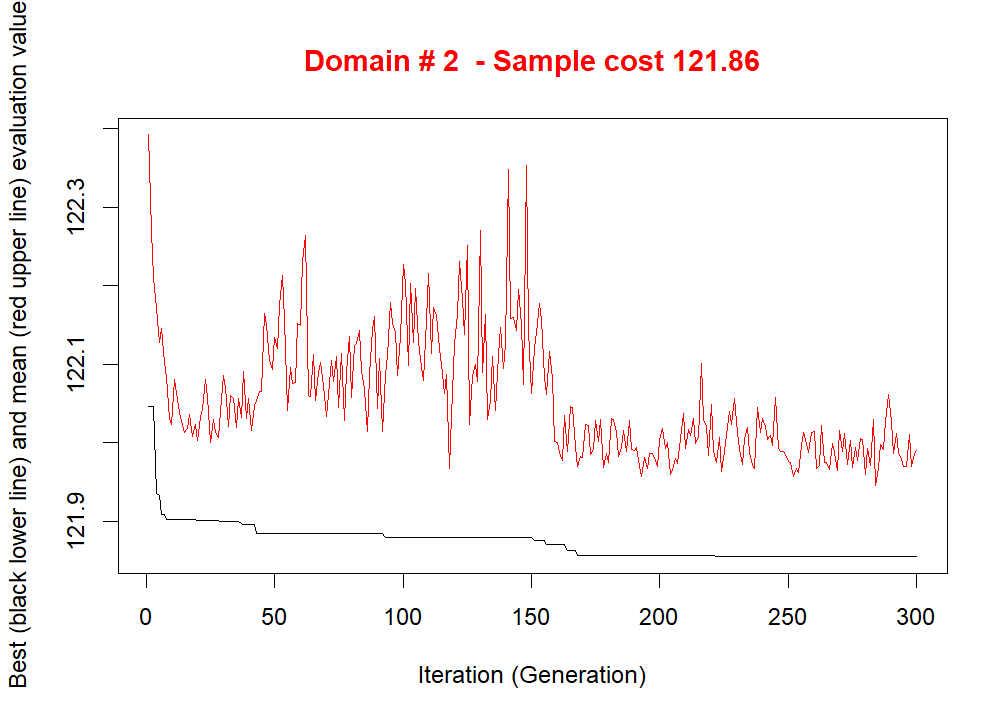 Domain # 2  - Sample cost 121.86
Best (black lower line) and mean (red upper line) evaluation value
122.3
122.1
121.9
0 50 100 150 200 250 300
Iteration (Generation)